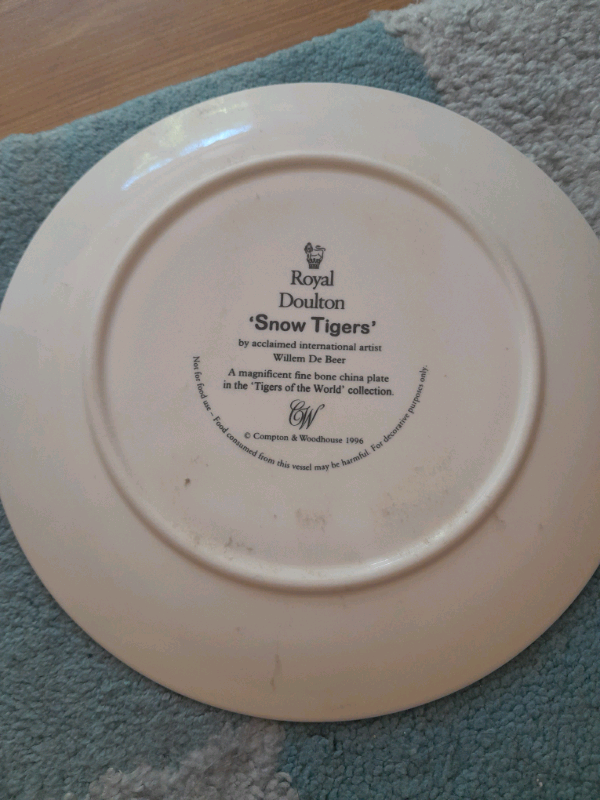 Royal
Doulton
'Snow Tigers'
by acclaimed international artist
Willem De Beer
A magnificent fine bone china plate
in the 'Tigers of the World' collection.
CW
© Compton & Woodhouse 1996
Not for food use – Food consumed from this vessel may be harmful. For decorative purposes only.